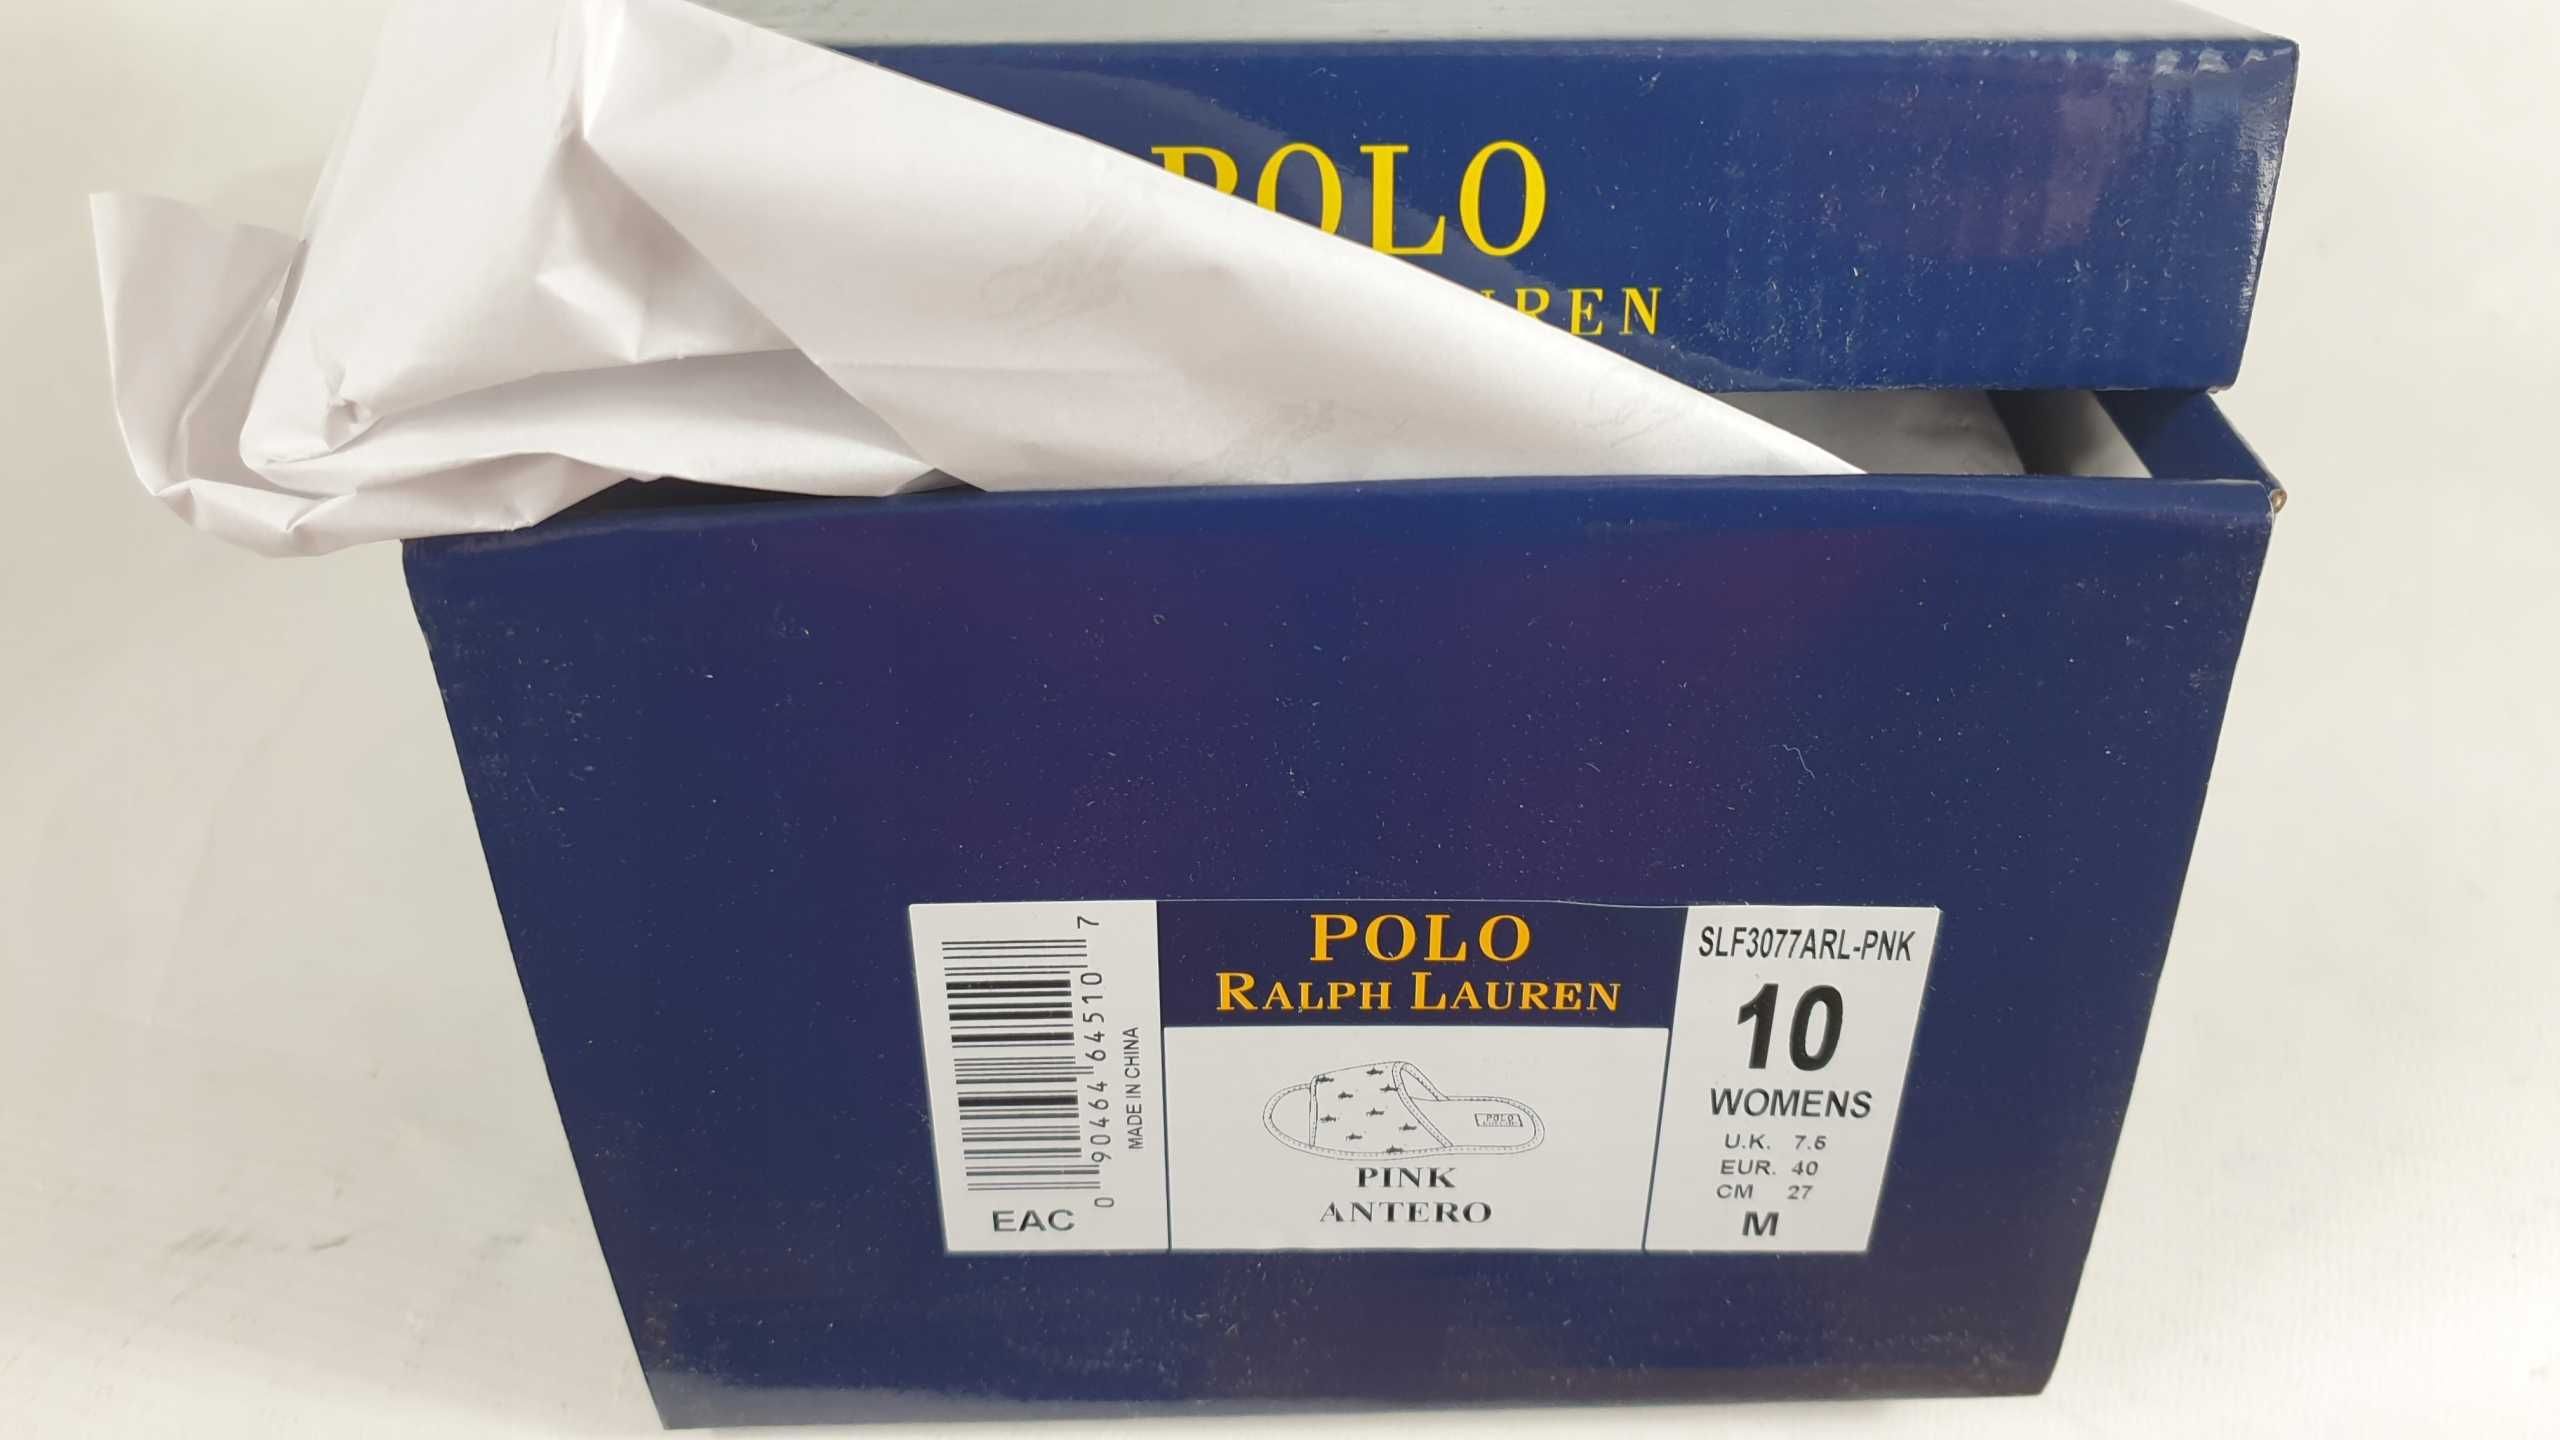 POLO
REN
POLO
RALPH LAUREN
0 90464 64510 7
MADE IN CHINA
EAC
POLO
PINK
ANTERO
SLF3077ARL-PNK
10
WOMENS
U.K. 7.5
EUR. 40
CM 27
M